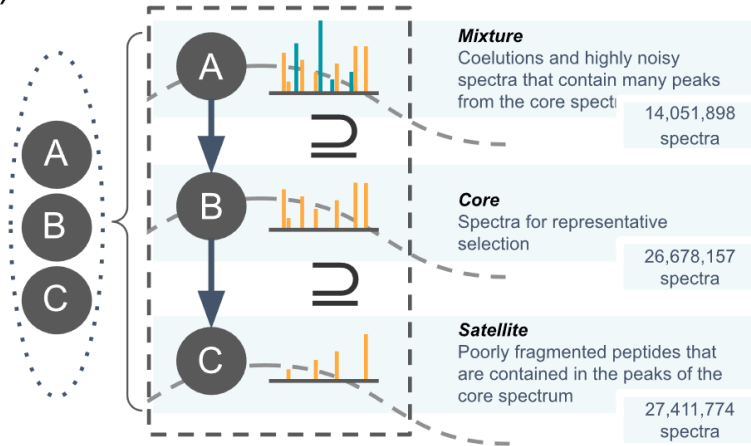 A
B
C
A
B
C
⊇
⊇
Mixture
Coelutions and highly noisy
spectra that contain many peaks
from the core
14,051,898
spectra
Core
Spectra for representative
selection
26,678,157
spectra
Satellite
Poorly fragmented peptides that
are contained in the peaks of the
core spectrum
27,411,774
spectra